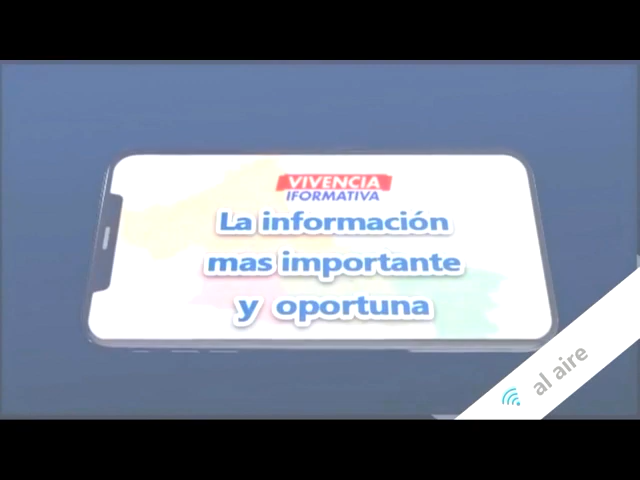 VIVENCIA
IFORMATIVA
La información
mas importante
y oportuna
al aire